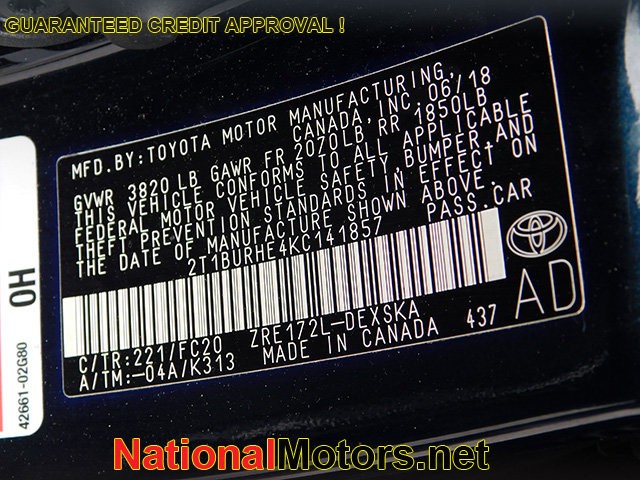 GUARANTEED CREDIT APPROVAL !
MFD. BY: TOYOTA MOTOR MANUFACTURING,
CANADA, INC. 06/18
GVWR 3820 LB GAWR FR 2070LB RR 1850LB
THIS VEHICLE CONFORMS TO ALL APPLICABLE
FEDERAL MOTOR VEHICLE SAFETY, BUMPER, AND
THEFT PREVENTION STANDARDS IN EFFECT ON
THE DATE OF MANUFACTURE SHOWN ABOVE.
2T1BURHE4KC141857 PASS.CAR
C/TR:221/FC20 ZRE172L-DEXSKA
A/TM:-04A/K313 MADE IN CANADA 437
AD
OH
42661-02G80
NationalMotors.net